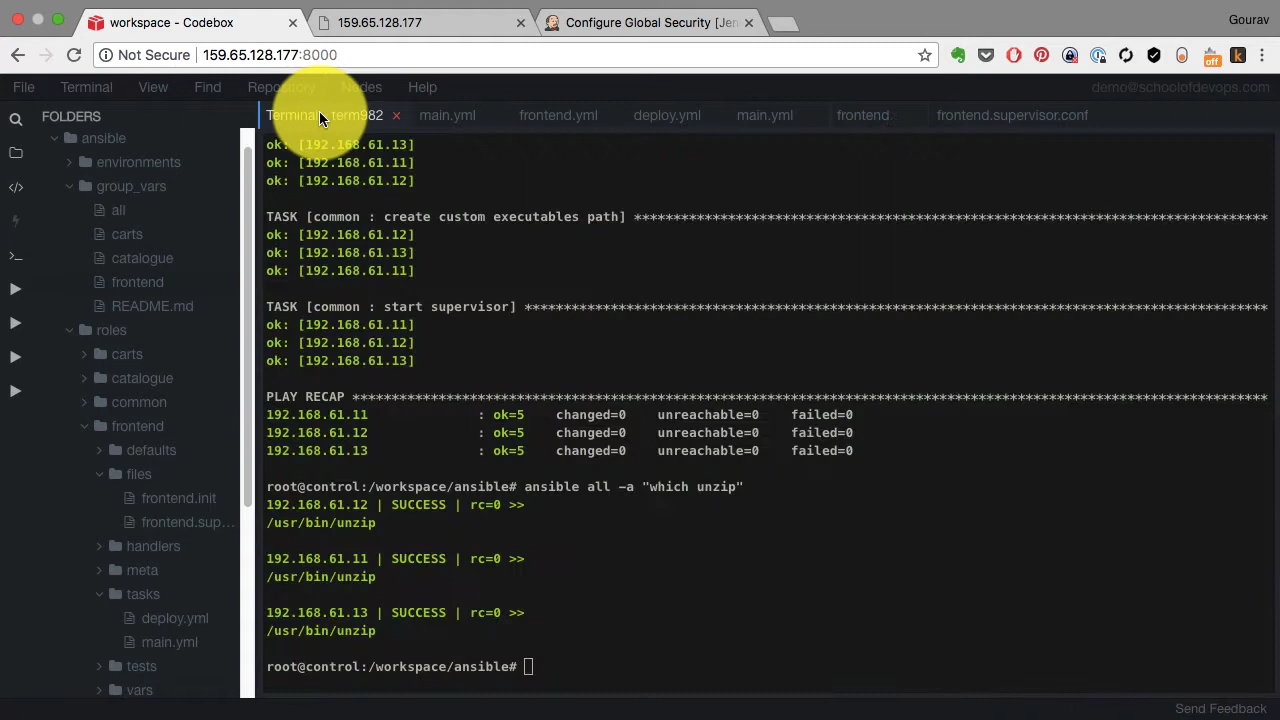 workspace - Codebox
159.65.128.177
Configure Global Security [Jen
Gourav
Not Secure
159.65.128.177:8000
off
k
File Terminal View Find Repository Nodes Help
demo@schoolofdevops.com
FOLDERS
Terminal: term982
main.yml
frontend.yml
deploy.yml
main.yml
frontend.
frontend.supervisor.conf
ansible
environments
group_vars
all
carts
catalogue
frontend
README.md
roles
carts
catalogue
common
frontend
defaults
files
frontend.init
frontend.sup...
handlers
meta
tasks
deploy.yml
main.yml
tests
vars
ok: [192.168.61.13]
ok: [192.168.61.11]
ok: [192.168.61.12]
TASK [common : create custom executables path] *******************************************************************************
ok: [192.168.61.12]
ok: [192.168.61.13]
ok: [192.168.61.11]
TASK [common : start supervisor] *********************************************************************************************
ok: [192.168.61.11]
ok: [192.168.61.12]
ok: [192.168.61.13]
PLAY RECAP *******************************************************************************************************************
192.168.61.11 : ok=5 changed=0 unreachable=0 failed=0
192.168.61.12 : ok=5 changed=0 unreachable=0 failed=0
192.168.61.13 : ok=5 changed=0 unreachable=0 failed=0
root@control:/workspace/ansible# ansible all -a "which unzip"
192.168.61.12 | SUCCESS | rc=0 >>
/usr/bin/unzip
192.168.61.11 | SUCCESS | rc=0 >>
/usr/bin/unzip
192.168.61.13 | SUCCESS | rc=0 >>
/usr/bin/unzip
root@control:/workspace/ansible#
Send Feedback